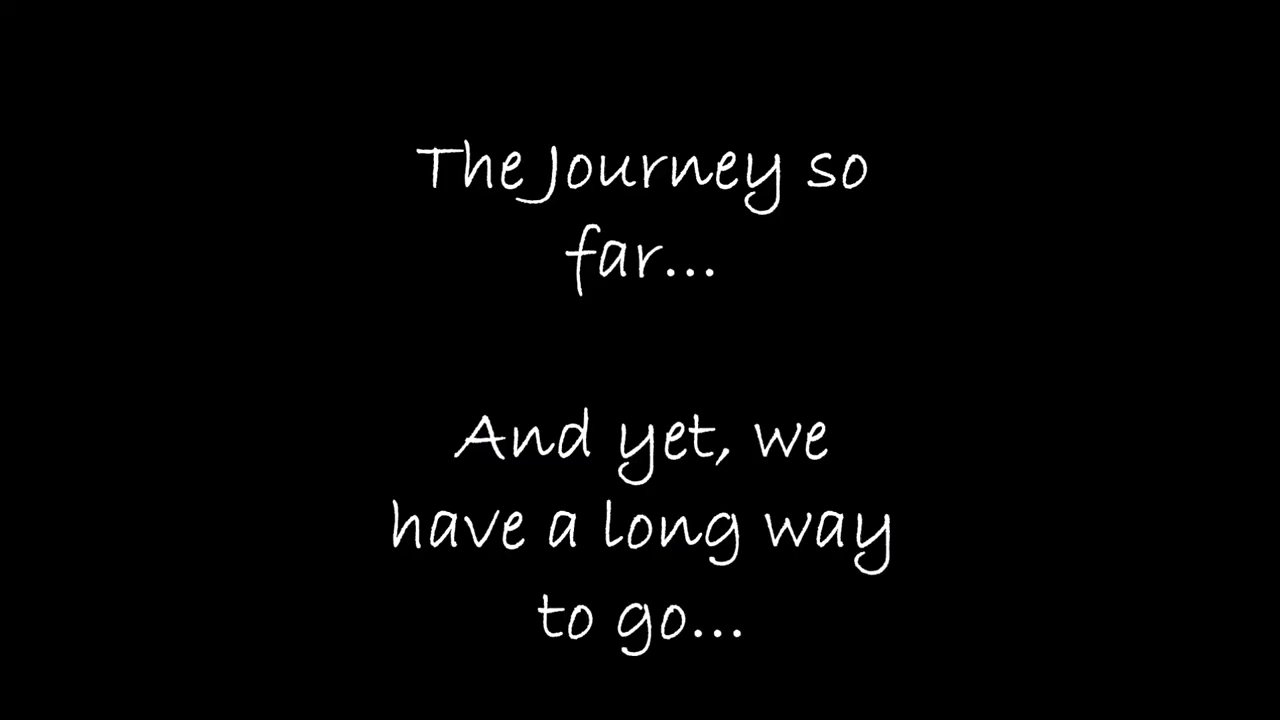 The Journey so
far...
And yet, we
have a long way
to go...